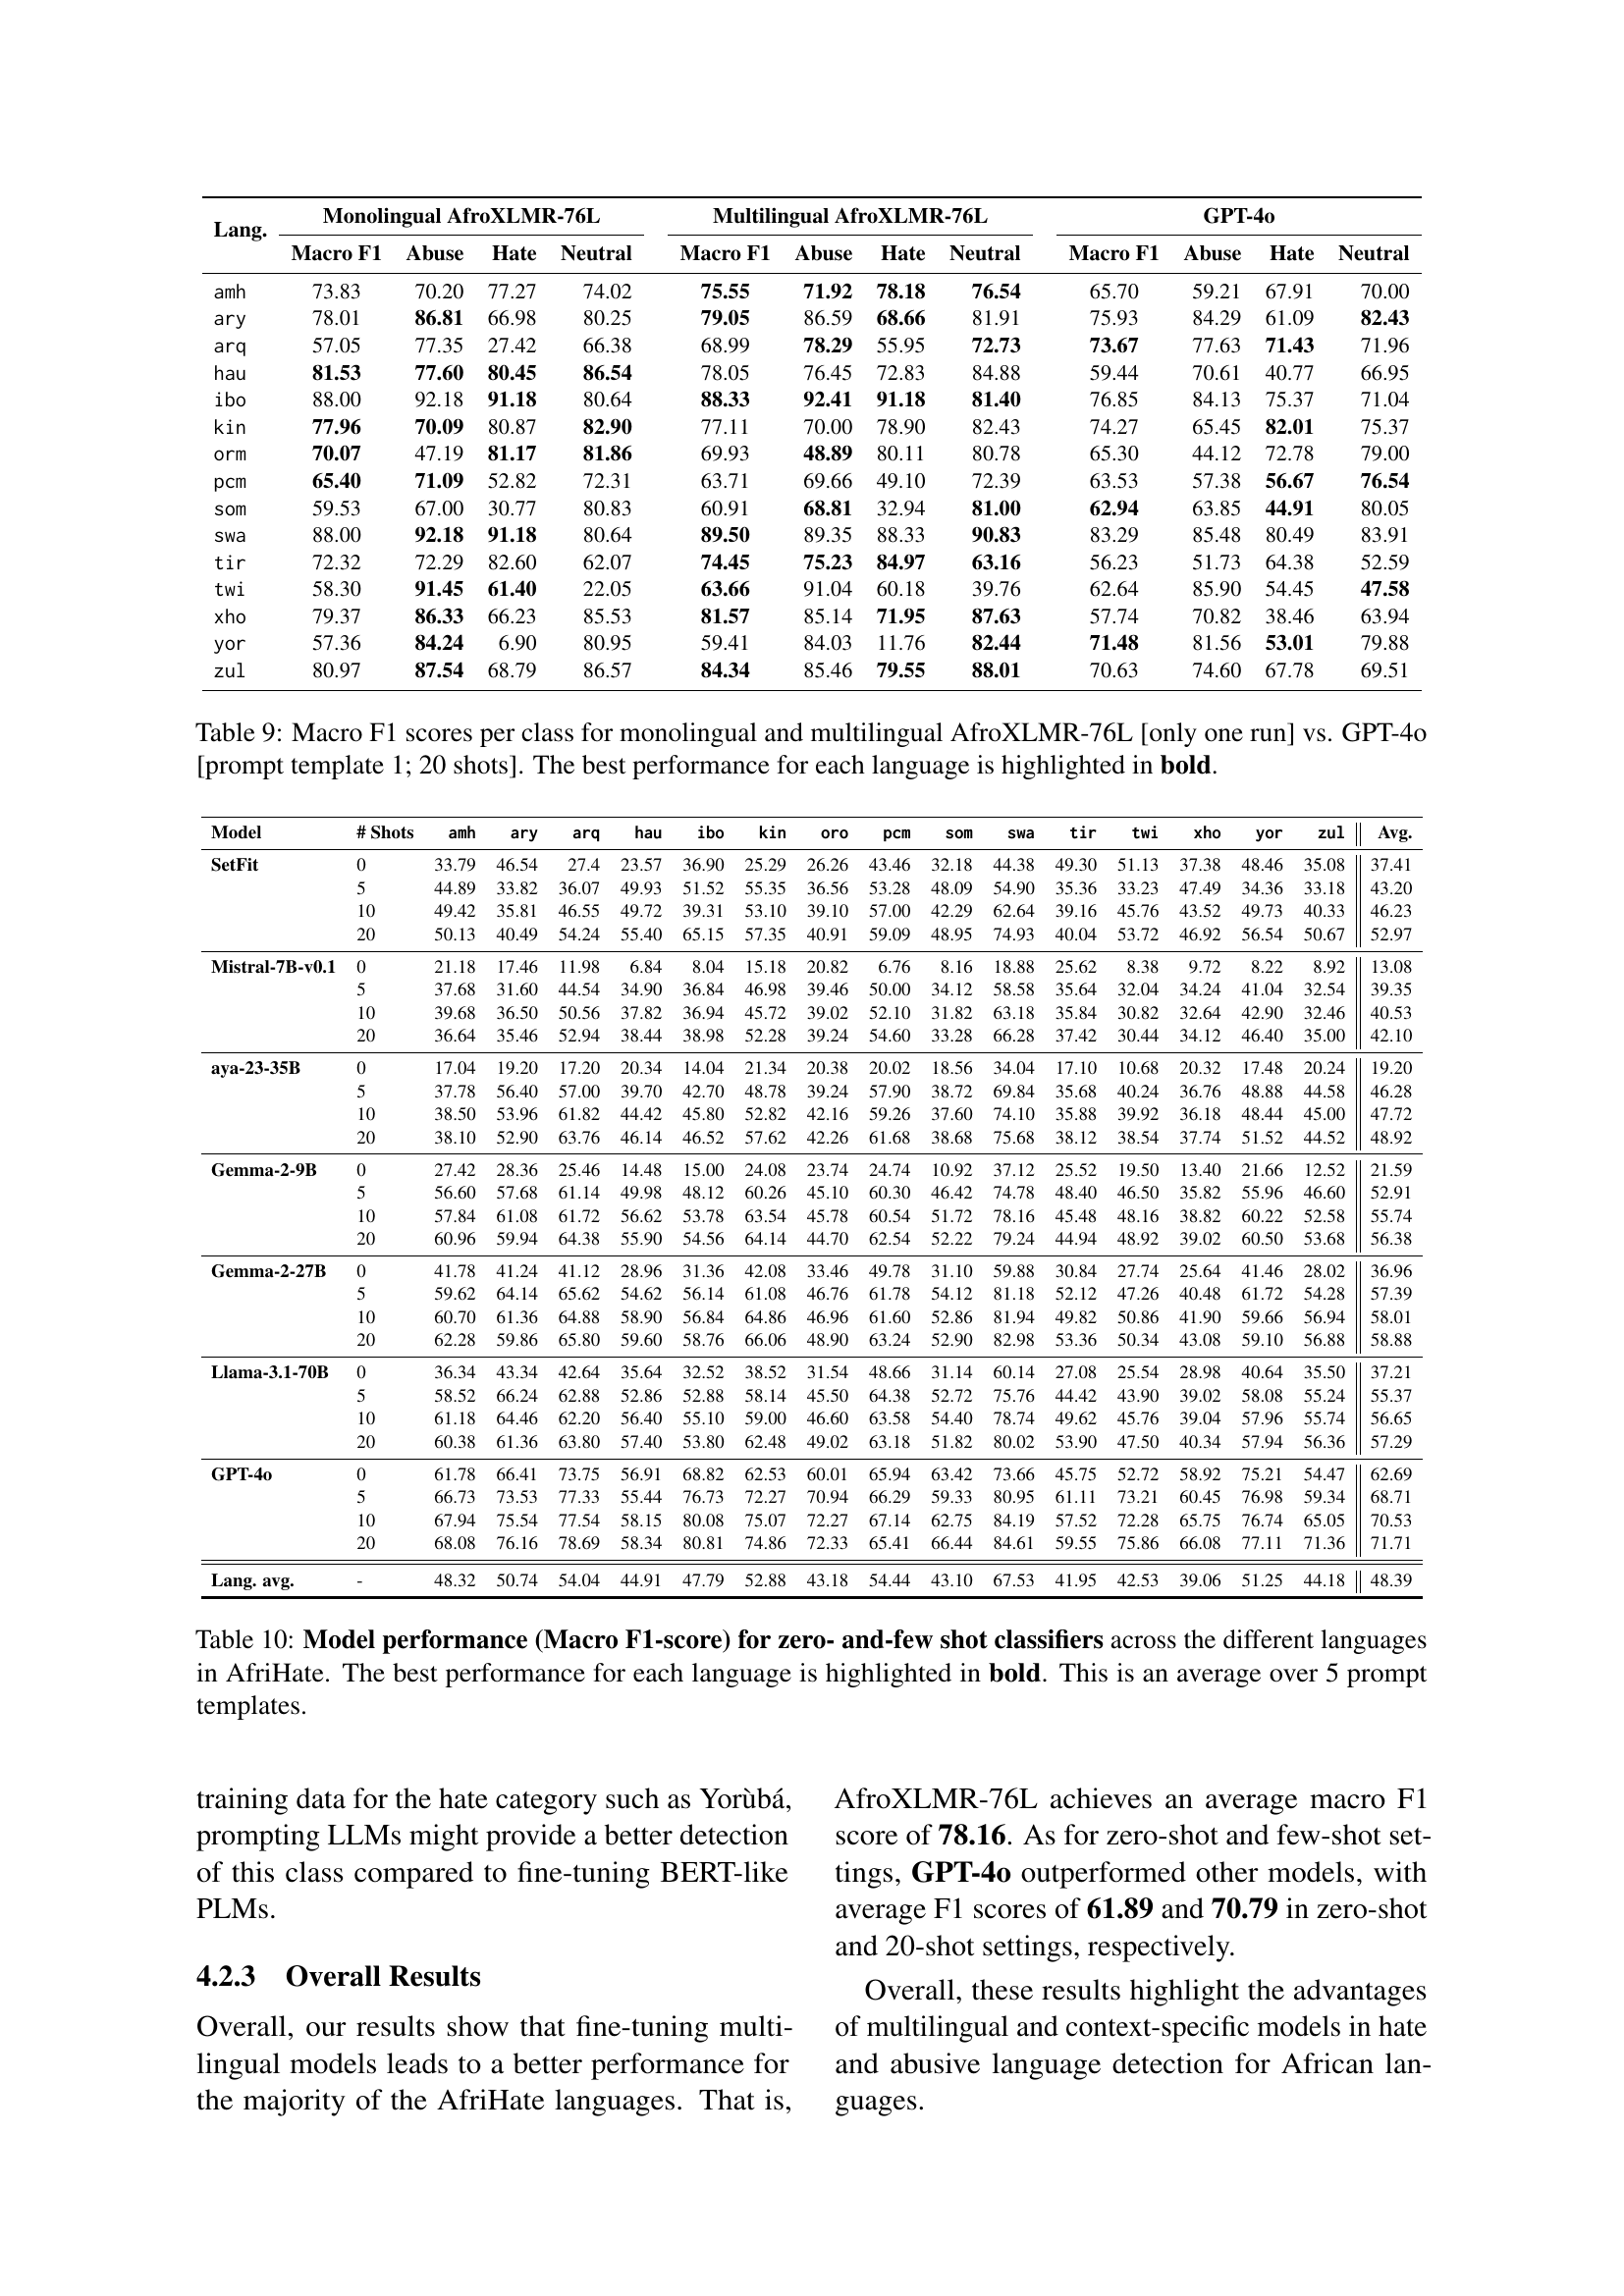 Lang. Monolingual AfroXLMR-76L Multilingual AfroXLMR-76L GPT-4o
Macro F1 Abuse Hate Neutral Macro F1 Abuse Hate Neutral Macro F1 Abuse Hate Neutral
amh 73.83 70.20 77.27 74.02 75.55 71.92 78.18 76.54 65.70 59.21 67.91 70.00
ary 78.01 86.81 66.98 80.25 79.05 86.59 68.66 81.91 75.93 84.29 61.09 82.43
arq 57.05 77.35 27.42 66.38 68.99 78.29 55.95 72.73 73.67 77.63 71.43 71.96
hau 81.53 77.60 80.45 86.54 78.05 76.45 72.83 84.88 59.44 70.61 40.77 66.95
ibo 88.00 92.18 91.18 80.64 88.33 92.41 91.18 81.40 76.85 84.13 75.37 71.04
kin 77.96 70.09 80.87 82.90 77.11 70.00 78.90 82.43 74.27 65.45 82.01 75.37
orm 70.07 47.19 81.17 81.86 69.93 48.89 80.11 80.78 65.30 44.12 72.78 79.00
pcm 65.40 71.09 52.82 72.31 63.71 69.66 49.10 72.39 63.53 57.38 56.67 76.54
som 59.53 67.00 30.77 80.83 60.91 68.81 32.94 81.00 62.94 63.85 44.91 80.05
swa 88.00 92.18 91.18 80.64 89.50 89.35 88.33 90.83 83.29 85.48 80.49 83.91
tir 72.32 72.29 82.60 62.07 74.45 75.23 84.97 63.16 56.23 51.73 64.38 52.59
twi 58.30 91.45 61.40 22.05 63.66 91.04 60.18 39.76 62.64 85.90 54.45 47.58
xho 79.37 86.33 66.23 85.53 81.57 85.14 71.95 87.63 57.74 70.82 38.46 63.94
yor 57.36 84.24 6.90 80.95 59.41 84.03 11.76 82.44 71.48 81.56 53.01 79.88
zul 80.97 87.54 68.79 86.57 84.34 85.46 79.55 88.01 70.63 74.60 67.78 69.51
Table 9: Macro F1 scores per class for monolingual and multilingual AfroXLMR-76L [only one run] vs. GPT-4o
[prompt template 1; 20 shots]. The best performance for each language is highlighted in bold.
Model # Shots amh ary arq hau ibo kin oro pcm som swa tir twi xho yor zul Avg.
SetFit 0 33.79 46.54 27.4 23.57 36.90 25.29 26.26 43.46 32.18 44.38 49.30 51.13 37.38 48.46 35.08 37.41
5 44.89 33.82 36.07 49.93 51.52 55.35 36.56 53.28 48.09 54.90 35.36 33.23 47.49 34.36 33.18 43.20
10 49.42 35.81 46.55 49.72 39.31 53.10 39.10 57.00 42.29 62.64 39.16 45.76 43.52 49.73 40.33 46.23
20 50.13 40.49 54.24 55.40 65.15 57.35 40.91 59.09 48.95 74.93 40.04 53.72 46.92 56.54 50.67 52.97
Mistral-7B-v0.1 0 21.18 17.46 11.98 6.84 8.04 15.18 20.82 6.76 8.16 18.88 25.62 8.38 9.72 8.22 8.92 13.08
5 37.68 31.60 44.54 34.90 36.84 46.98 39.46 50.00 34.12 58.58 35.64 32.04 34.24 41.04 32.54 39.35
10 39.68 36.50 50.56 37.82 36.94 45.72 39.02 52.10 31.82 63.18 35.84 30.82 32.64 42.90 32.46 40.53
20 36.64 35.46 52.94 38.44 38.98 52.28 39.24 54.60 33.28 66.28 37.42 30.44 34.12 46.40 35.00 42.10
aya-23-35B 0 17.04 19.20 17.20 20.34 14.04 21.34 20.38 20.02 18.56 34.04 17.10 10.68 20.32 17.48 20.24 19.20
5 37.78 56.40 57.00 39.70 42.70 48.78 39.24 57.90 38.72 69.84 35.68 40.24 36.76 48.88 44.58 46.28
10 38.50 53.96 61.82 44.42 45.80 52.82 42.16 59.26 37.60 74.10 35.88 39.92 36.18 48.44 45.00 47.72
20 38.10 52.90 63.76 46.14 46.52 57.62 42.26 61.68 38.68 75.68 38.12 38.54 37.74 51.52 44.52 48.92
Gemma-2-9B 0 27.42 28.36 25.46 14.48 15.00 24.08 23.74 24.74 10.92 37.12 25.52 19.50 13.40 21.66 12.52 21.59
5 56.60 57.68 61.14 49.98 48.12 60.26 45.10 60.30 46.42 74.78 48.40 46.50 35.82 55.96 46.60 52.91
10 57.84 61.08 61.72 56.62 53.78 63.54 45.78 60.54 51.72 78.16 45.48 48.16 38.82 60.22 52.58 55.74
20 60.96 59.94 64.38 55.90 54.56 64.14 44.70 62.54 52.22 79.24 44.94 48.92 39.02 60.50 53.68 56.38
Gemma-2-27B 0 41.78 41.24 41.12 28.96 31.36 42.08 33.46 49.78 31.10 59.88 30.84 27.74 25.64 41.46 28.02 36.96
5 59.62 64.14 65.62 54.62 56.14 61.08 46.76 61.78 54.12 81.18 52.12 47.26 40.48 61.72 54.28 57.39
10 60.70 61.36 64.88 58.90 56.84 64.86 46.96 61.60 52.86 81.94 49.82 50.86 41.90 59.66 56.94 58.01
20 62.28 59.86 65.80 59.60 58.76 66.06 48.90 63.24 52.90 82.98 53.36 50.34 43.08 59.10 56.88 58.88
Llama-3.1-70B 0 36.34 43.34 42.64 35.64 32.52 38.52 31.54 48.66 31.14 60.14 27.08 25.54 28.98 40.64 35.50 37.21
5 58.52 66.24 62.88 52.86 52.88 58.14 45.50 64.38 52.72 75.76 44.42 43.90 39.02 58.08 55.24 55.37
10 61.18 64.46 62.20 56.40 55.10 59.00 46.60 63.58 54.40 78.74 49.62 45.76 39.04 57.96 55.74 56.65
20 60.38 61.36 63.80 57.40 53.80 62.48 49.02 63.18 51.82 80.02 53.90 47.50 40.34 57.94 56.36 57.29
GPT-4o 0 61.78 66.41 73.75 56.91 68.82 62.53 60.01 65.94 63.42 73.66 45.75 52.72 58.92 75.21 54.47 62.69
5 66.73 73.53 77.33 55.44 76.73 72.27 70.94 66.29 59.33 80.95 61.11 73.21 60.45 76.98 59.34 68.71
10 67.94 75.54 77.54 58.15 80.08 75.07 72.27 67.14 62.75 84.19 57.52 72.28 65.75 76.74 65.05 70.53
20 68.08 76.16 78.69 58.34 80.81 74.86 72.33 65.41 66.44 84.61 59.55 75.86 66.08 77.11 71.36 71.71
Lang. avg. - 48.32 50.74 54.04 44.91 47.79 52.88 43.18 54.44 43.10 67.53 41.95 42.53 39.06 51.25 44.18 48.39
Table 10: Model performance (Macro F1-score) for zero- and-few shot classifiers across the different languages
in AfriHate. The best performance for each language is highlighted in bold. This is an average over 5 prompt
templates.
training data for the hate category such as Yorùbá,
prompting LLMs might provide a better detection
of this class compared to fine-tuning BERT-like
PLMs.
4.2.3 Overall Results
Overall, our results show that fine-tuning multi-
lingual models leads to a better performance for
the majority of the AfriHate languages. That is,
AfroXLMR-76L achieves an average macro F1
score of 78.16. As for zero-shot and few-shot set-
tings, GPT-4o outperformed other models, with
average F1 scores of 61.89 and 70.79 in zero-shot
and 20-shot settings, respectively.
Overall, these results highlight the advantages
of multilingual and context-specific models in hate
and abusive language detection for African lan-
guages.